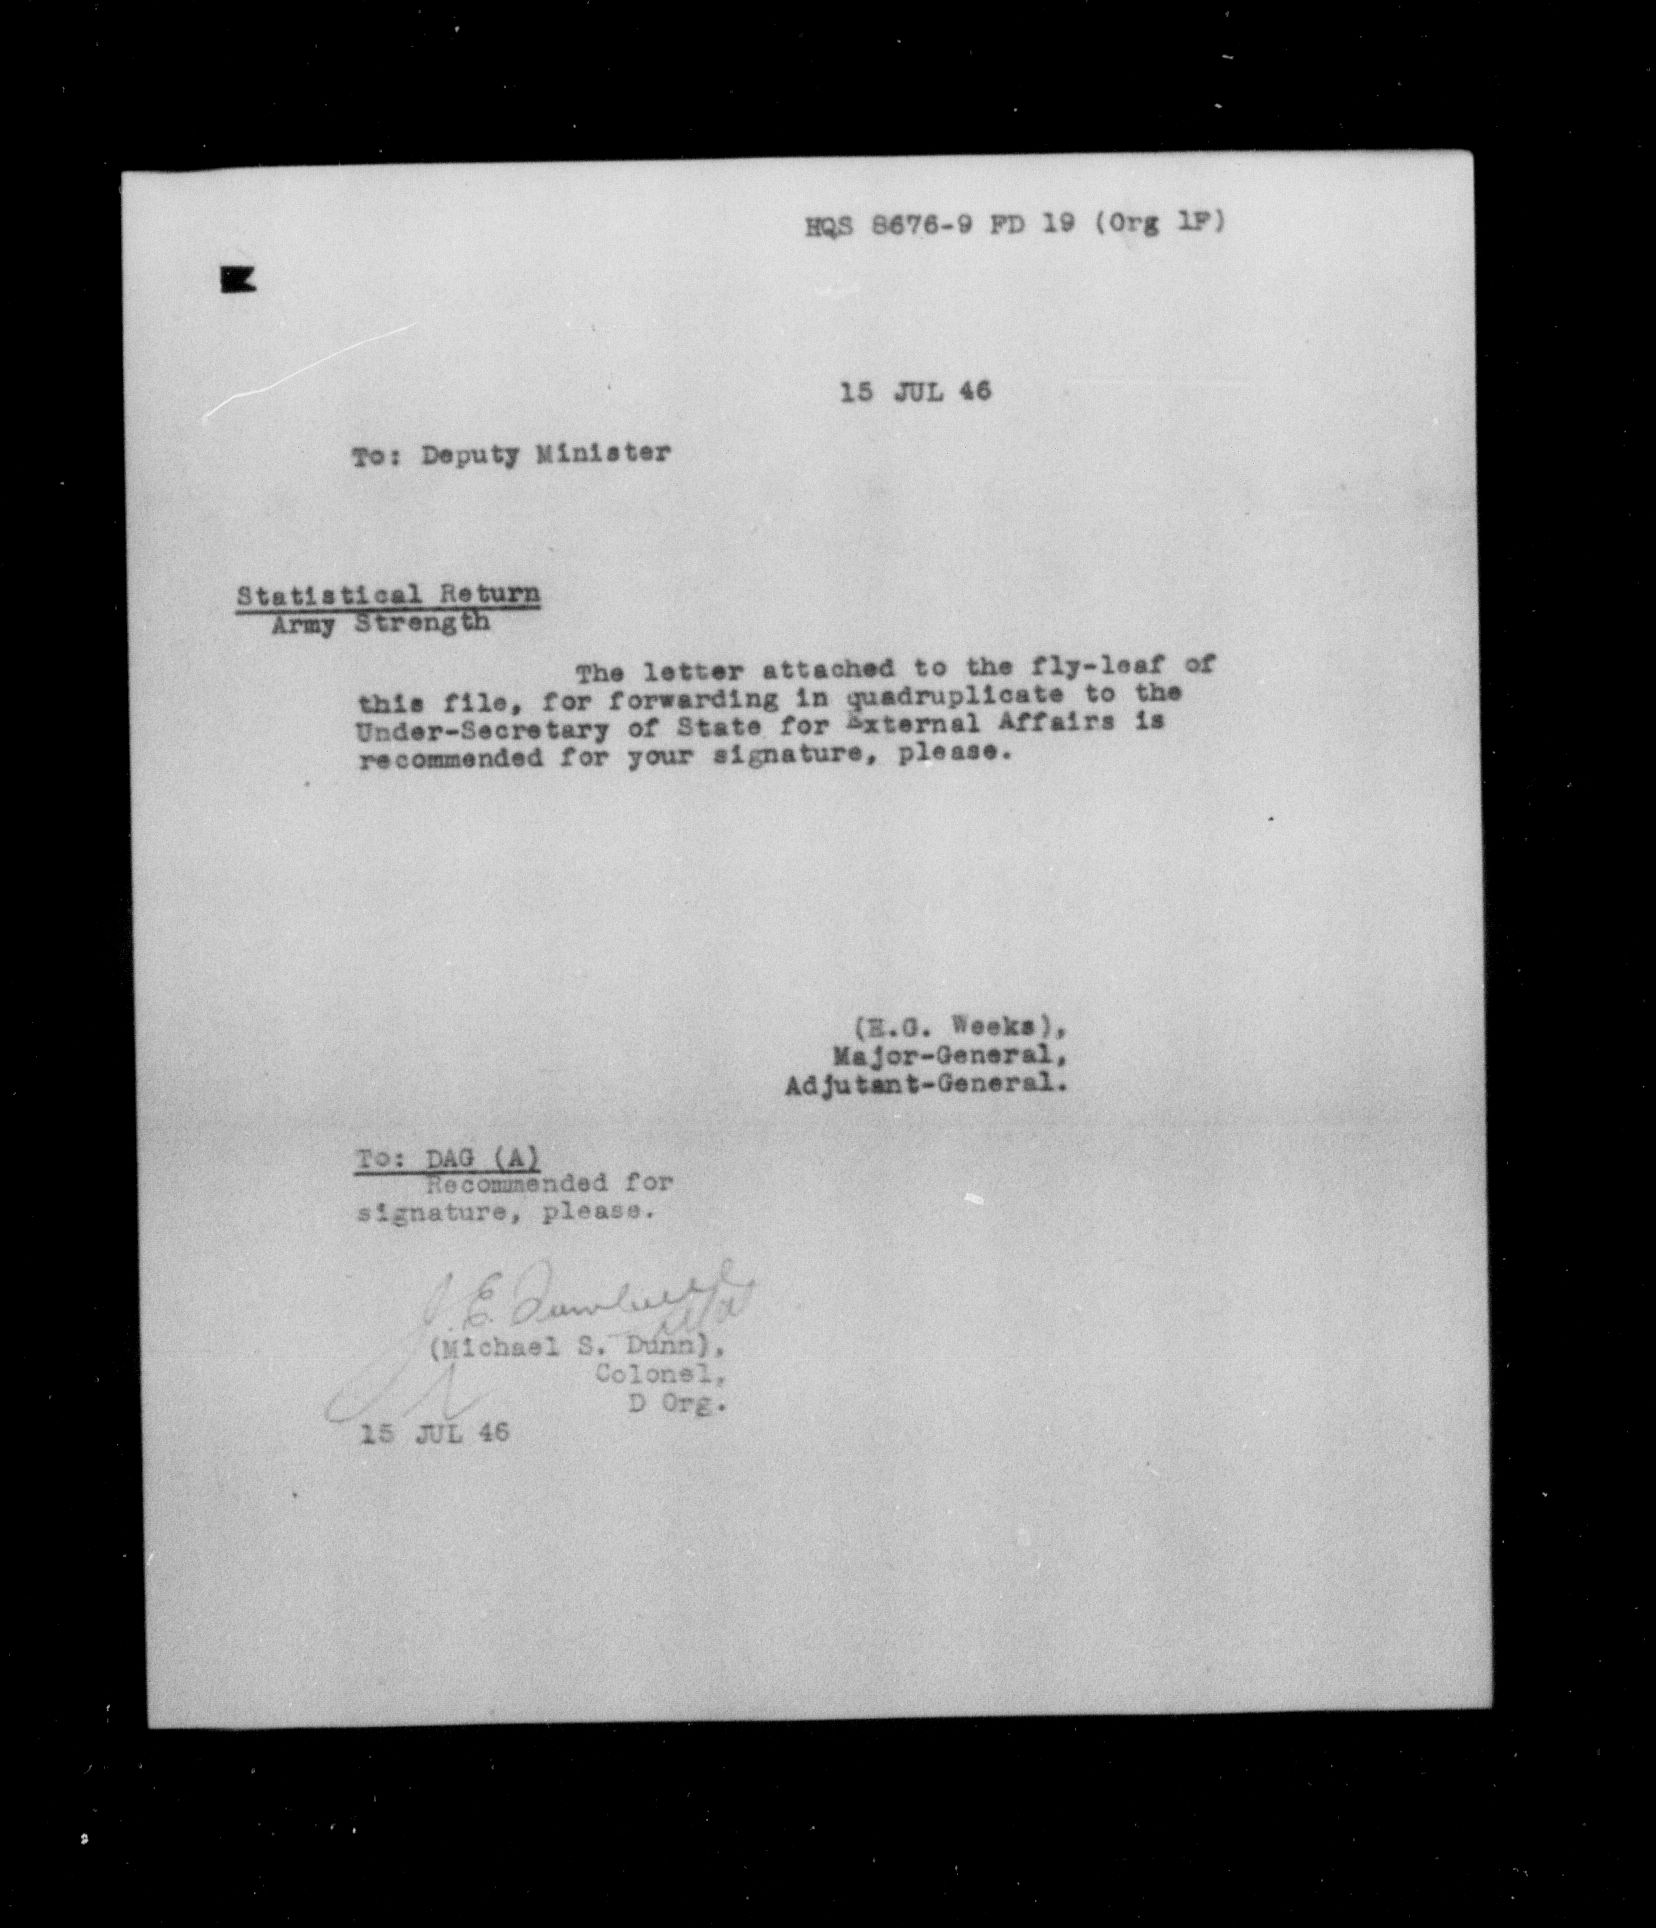 HQS 8676-9 FD 19 (Org 1F)
15 JUL 46
To: Deputy Minister
Statistical Return
Army Strength
The letter attached to the fly-leaf of
this file, for forwarding in quadruplicate to the
Under-Secretary of State for External Affairs is
recommended for your signature, please.
(E.G. Weeks),
Major-General,
Adjutant-General.
To: DAG (A)
Recommended for
signature, please.
J. E.
(Michael S. Dunn),
Colonel,
D Org.
15 JUL 46